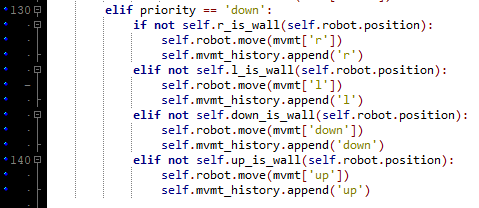 130 elif priority == 'down':
if not self.r_is_wall(self.robot.position):
self.robot.move(mvmt['r'])
self.mvmt_history.append('r')
elif not self.l_is_wall(self.robot.position):
self.robot.move(mvmt['l'])
self.mvmt_history.append('l')
elif not self.down_is_wall(self.robot.position):
self.robot.move(mvmt['down'])
self.mvmt_history.append('down')
140 elif not self.up_is_wall(self.robot.position):
self.robot.move(mvmt['up'])
self.mvmt_history.append('up')